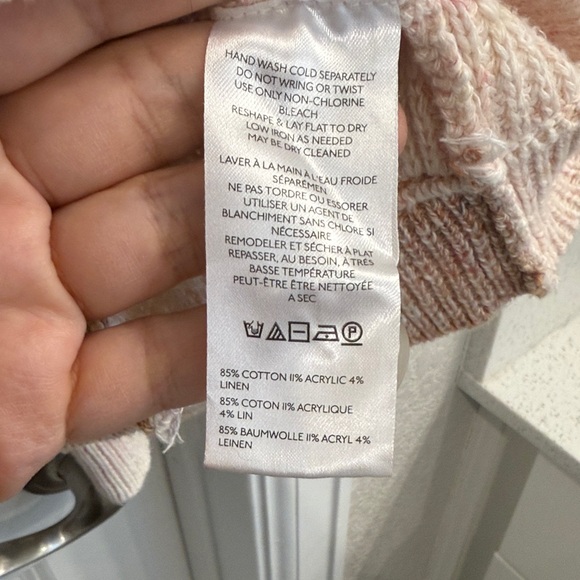 HAND WASH COLD SEPARATELY
DO NOT WRING OR TWIST
USE ONLY NON-CHLORINE
BLEACH
RESHAPE & LAY FLAT TO DRY
LOW IRON AS NEEDED
MAY BE DRY CLEANED
LAVER À LA MAIN À L'EAU FROIDE
SÉPARÉMEN
NE PAS TORDRE OU ESSORER
UTILISER UN AGENT DE
BLANCHIMENT SANS CHLORE SI
NÉCESSAIRE
REMODELER ET SÉCHER À PLAT
REPASSER, AU BESOIN, À TRÈS
BASSE TEMPÉRATURE
PEUT-ÊTRE ÊTRE NETTOYÉE
A SEC
P
85% COTTON 11% ACRYLIC 4%
LINEN
85% COTON 11% ACRYLIQUE
4% LIN
85% BAUMWOLLE 11% ACRYL 4%
LEINEN